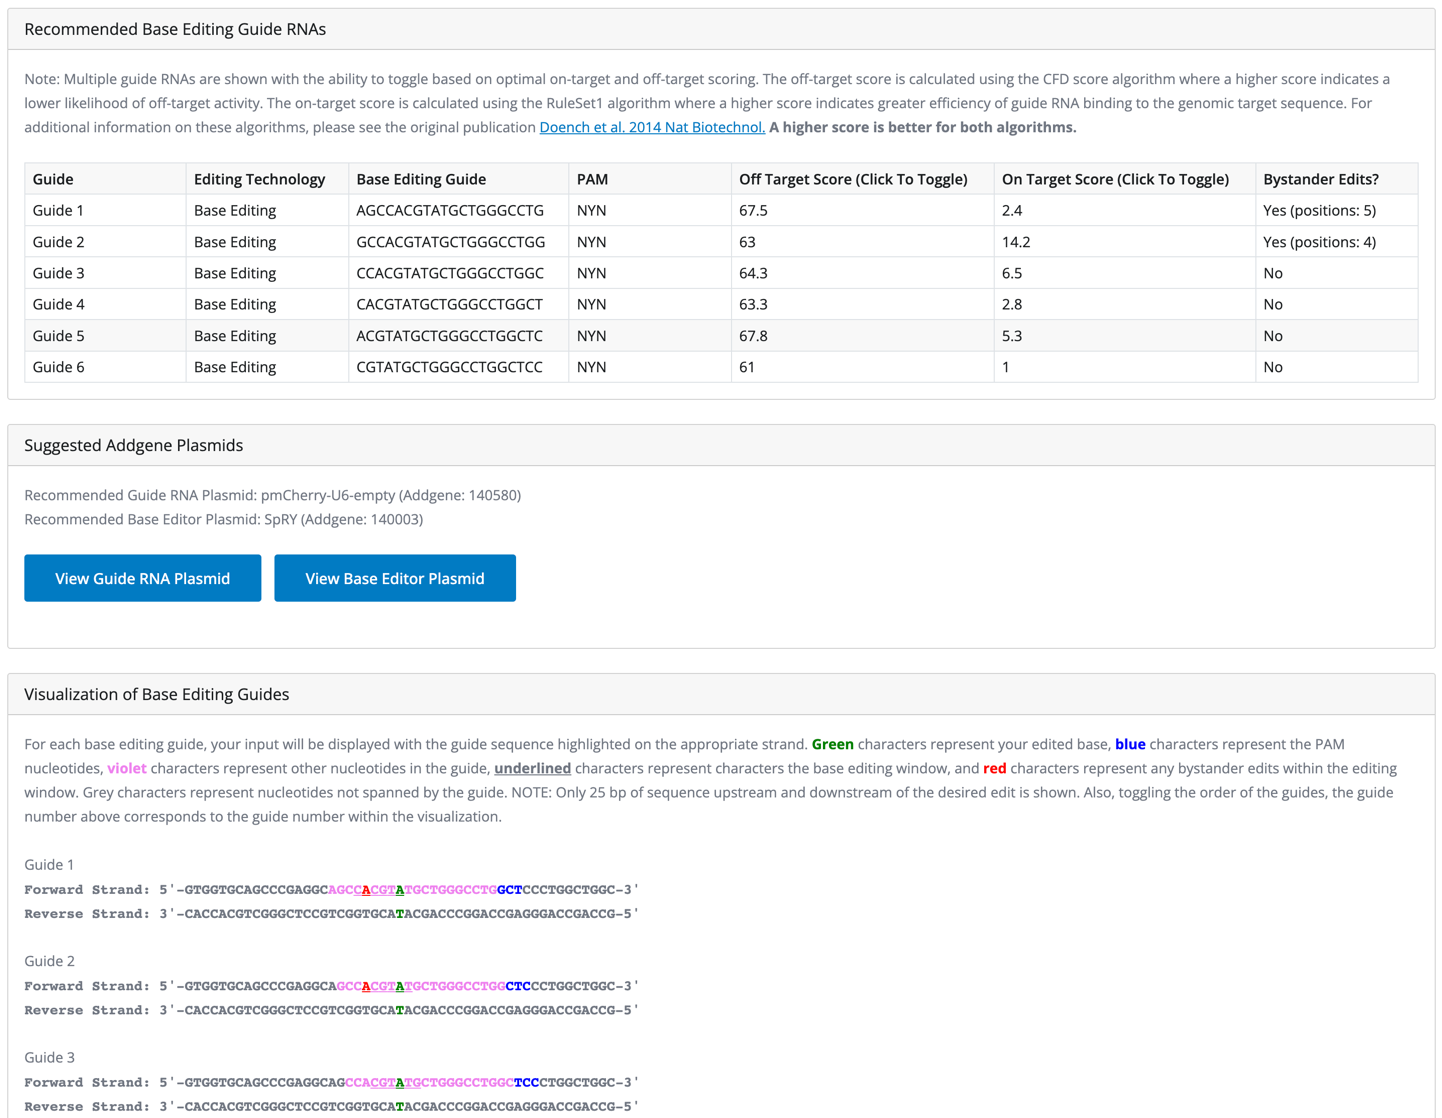 Recommended Base Editing Guide RNAs
Note: Multiple guide RNAs are shown with the ability to toggle based on optimal on-target and off-target scoring. The off-target score is calculated using the CFD score algorithm where a higher score indicates a
lower likelihood of off-target activity. The on-target score is calculated using the RuleSet1 algorithm where a higher score indicates greater efficiency of guide RNA binding to the genomic target sequence. For
additional information on these algorithms, please see the original publication Doench et al. 2014 Nat Biotechnol. A higher score is better for both algorithms.
Guide Editing Technology Base Editing Guide PAM Off Target Score (Click To Toggle) On Target Score (Click To Toggle) Bystander Edits?
Guide 1 Base Editing AGCCACGTATGCTGGGCCTG NYN 67.5 2.4 Yes (positions: 5)
Guide 2 Base Editing GCCACGTATGCTGGGCCTGG NYN 63 14.2 Yes (positions: 4)
Guide 3 Base Editing CCACGTATGCTGGGCCTGGC NYN 64.3 6.5 No
Guide 4 Base Editing CACGTATGCTGGGCCTGGCT NYN 63.3 2.8 No
Guide 5 Base Editing ACGTATGCTGGGCCTGGCTC NYN 67.8 5.3 No
Guide 6 Base Editing CGTATGCTGGGCCTGGCTCC NYN 61 1 No
Suggested Addgene Plasmids
Recommended Guide RNA Plasmid: pmCherry-U6-empty (Addgene: 140580)
Recommended Base Editor Plasmid: SpRY (Addgene: 140003)
View Guide RNA Plasmid View Base Editor Plasmid
Visualization of Base Editing Guides
For each base editing guide, your input will be displayed with the guide sequence highlighted on the appropriate strand. Green characters represent your edited base, blue characters represent the PAM
nucleotides, violet characters represent other nucleotides in the guide, underlined characters represent characters the base editing window, and red characters represent any bystander edits within the editing
window. Grey characters represent nucleotides not spanned by the guide. NOTE: Only 25 bp of sequence upstream and downstream of the desired edit is shown. Also, toggling the order of the guides, the guide
number above corresponds to the guide number within the visualization.
Guide 1
Forward Strand: 5'-GTGGTGCAGCCCGAGGCAGCCACGTATGCTGGGCCTGGCTCCCTGGCTGGC-3'
Reverse Strand: 3'-CACCACGTCGGGCTCCGTCGGTGCATACGACCCGGACCGAGGGACCGACCG-5'
Guide 2
Forward Strand: 5'-GTGGTGCAGCCCGAGGCAGCCACGTATGCTGGGCCTGGCTCCCTGGCTGGC-3'
Reverse Strand: 3'-CACCACGTCGGGCTCCGTCGGTGCATACGACCCGGACCGAGGGACCGACCG-5'
Guide 3
Forward Strand: 5'-GTGGTGCAGCCCGAGGCAGCCACGTATGCTGGGCCTGGCTCCCTGGCTGGC-3'
Reverse Strand: 3'-CACCACGTCGGGCTCCGTCGGTGCATACGACCCGGACCGAGGGACCGACCG-5'